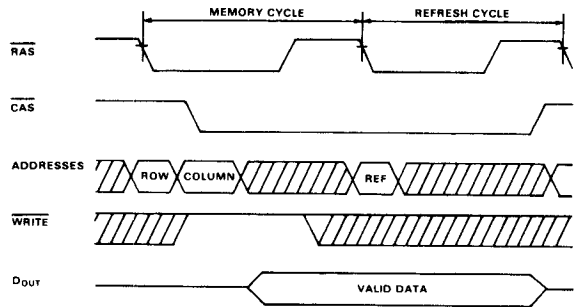 MEMORY CYCLE REFRESH CYCLE
RAS
CAS
ADDRESSES ROW COLUMN REF
WRITE
DOUT VALID DATA